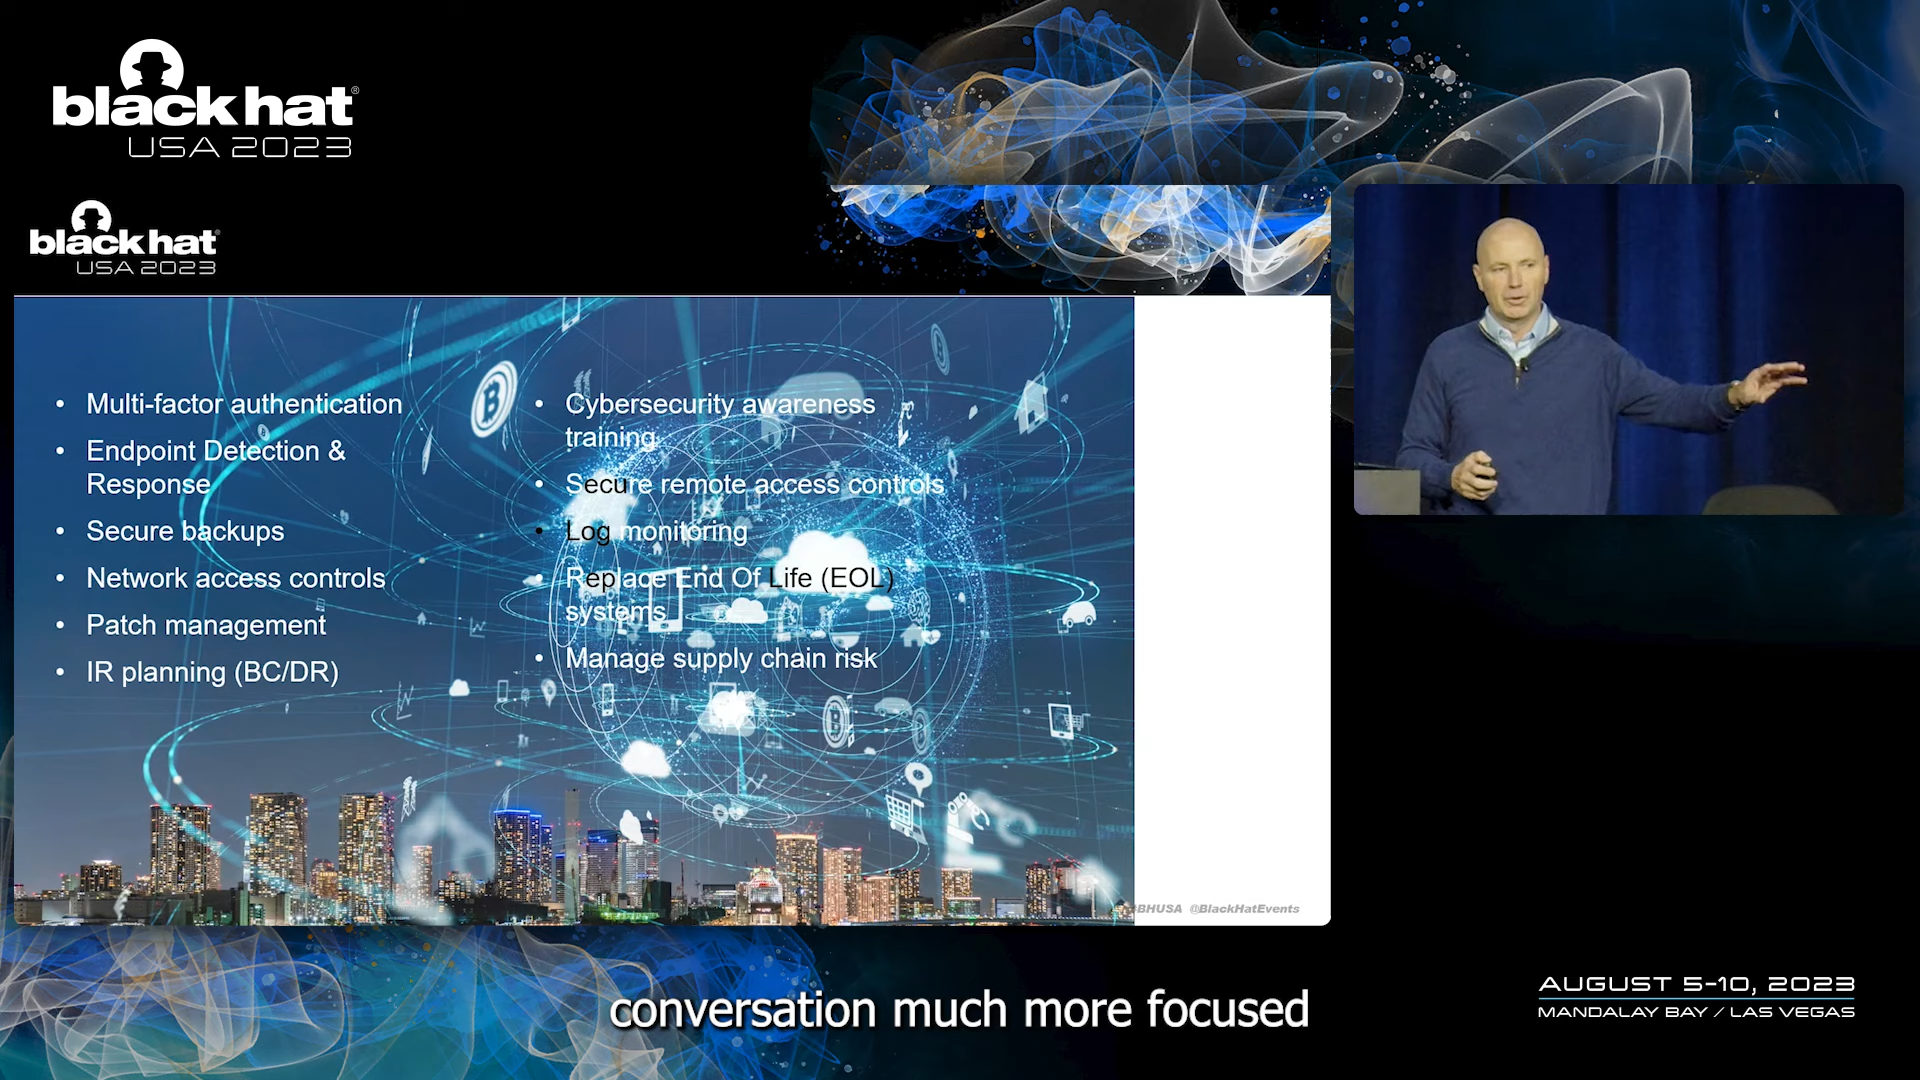 black hat®
USA 2023
black hat®
USA 2023
• Multi-factor authentication
• Endpoint Detection &
Response
• Secure backups
• Network access controls
• Patch management
• IR planning (BC/DR)
• Cybersecurity awareness
training
• Secure remote access controls
• Log monitoring
• Replace End Of Life (EOL)
systems
• Manage supply chain risk
#BHUSA @BlackHatEvents
conversation much more focused
AUGUST 5-10, 2023
MANDALAY BAY / LAS VEGAS